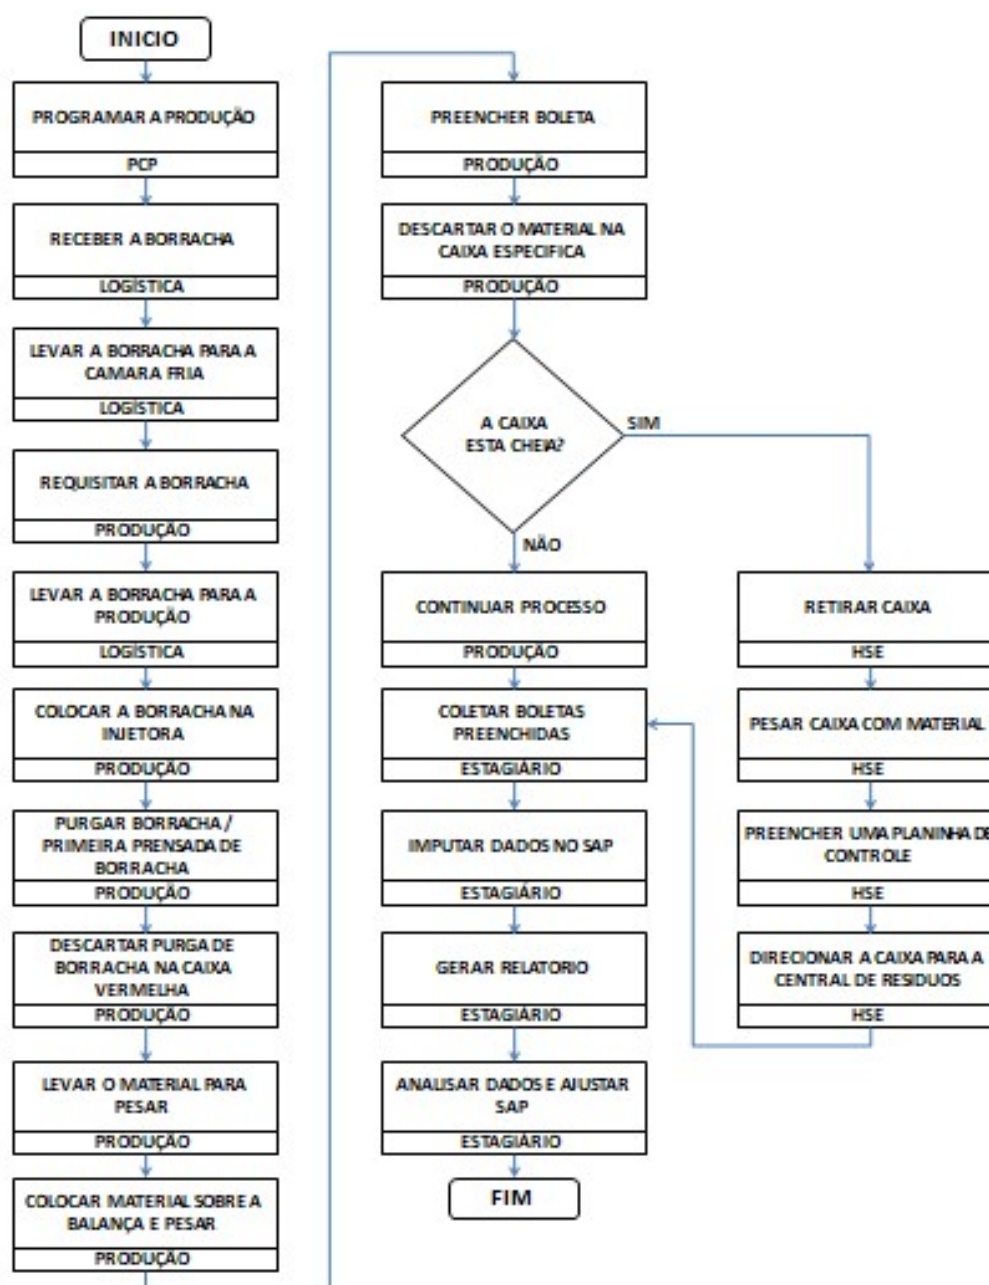 INICIO
PROGRAMAR A PRODUÇÃO
PCP
RECEBER A BORRACHA
LOGÍSTICA
LEVAR A BORRACHA PARA A
CAMARA FRIA
LOGÍSTICA
REQUISITAR A BORRACHA
PRODUÇÃO
LEVAR A BORRACHA PARA A
PRODUÇÃO
LOGÍSTICA
COLOCAR A BORRACHA NA
INJETORA
PRODUÇÃO
PURGAR BORRACHA /
PRIMEIRA PRENSADA DE
BORRACHA
PRODUÇÃO
DESCARTAR PURGA DE
BORRACHA NA CAIXA
VERMELHA
PRODUÇÃO
LEVAR O MATERIAL PARA
PESAR
PRODUÇÃO
COLOCAR MATERIAL SOBRE A
BALANÇA E PESAR
PRODUÇÃO
PREENCHER BOLETA
PRODUÇÃO
DESCARTAR O MATERIAL NA
CAIXA ESPECIFICA
PRODUÇÃO
A CAIXA
ESTA CHEIA?
SIM
NÃO
CONTINUAR PROCESSO
PRODUÇÃO
COLETAR BOLETAS
PREENCHIDAS
ESTAGIÁRIO
IMPUTAR DADOS NO SAP
ESTAGIÁRIO
GERAR RELATORIO
ESTAGIÁRIO
ANALISAR DADOS E AJUSTAR
SAP
ESTAGIÁRIO
FIM
RETIRAR CAIXA
HSE
PESAR CAIXA COM MATERIAL
HSE
PREENCHER UMA PLANINHA DE
CONTROLE
HSE
DIRECIONAR A CAIXA PARA A
CENTRAL DE RESIDUOS
HSE